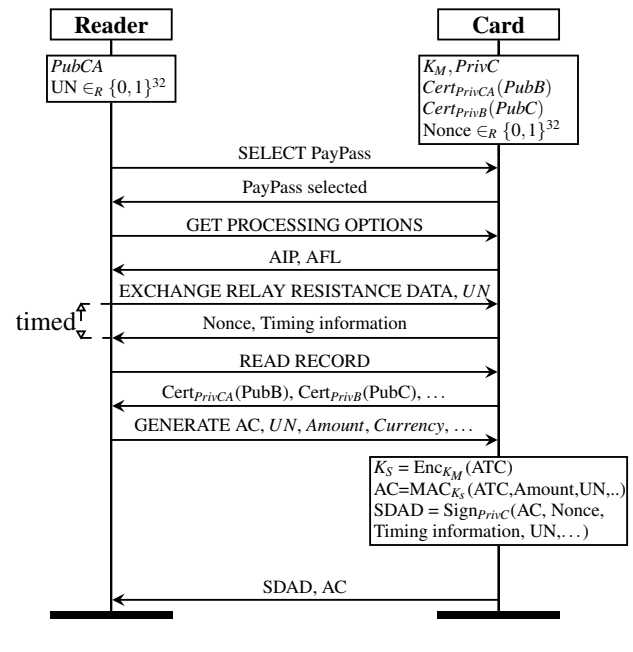 Reader Card
PubCA
UN ∈R {0,1}^32
K_M, PrivC
Cert_PrivCA(PubB)
Cert_PrivB(PubC)
Nonce ∈R {0,1}^32
SELECT PayPass
PayPass selected
GET PROCESSING OPTIONS
AIP, AFL
EXCHANGE RELAY RESISTANCE DATA, UN
timed
Nonce, Timing information
READ RECORD
Cert_PrivCA(PubB), Cert_PrivB(PubC), ...
GENERATE AC, UN, Amount, Currency, ...
K_S = Enc_K_M(ATC)
AC=MAC_K_s(ATC,Amount,UN,..)
SDAD = Sign_PrivC(AC, Nonce,
Timing information, UN,...)
SDAD, AC